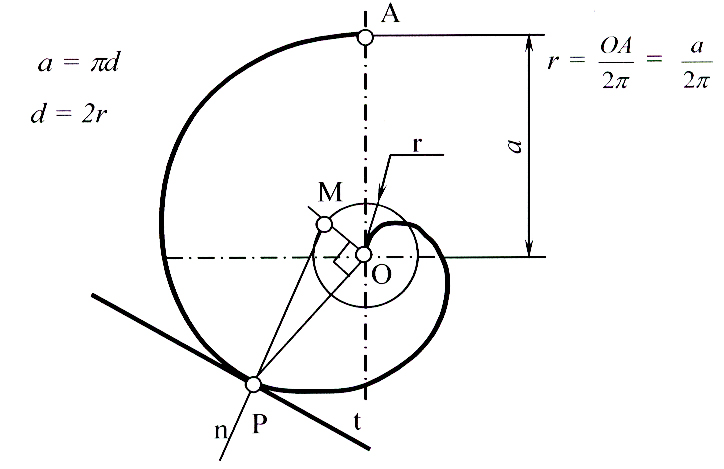 A
a = πd
r = OA/2π = a/2π
d = 2r
r
a
M
O
n
P
t